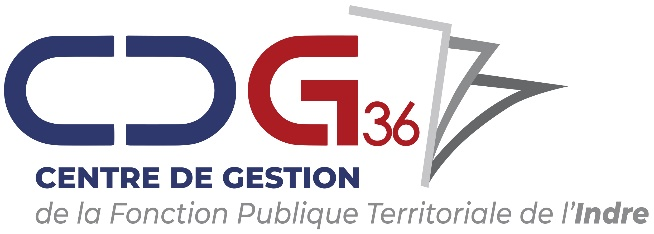 CDG36
CENTRE DE GESTION
de la Fonction Publique Territoriale de l'Indre